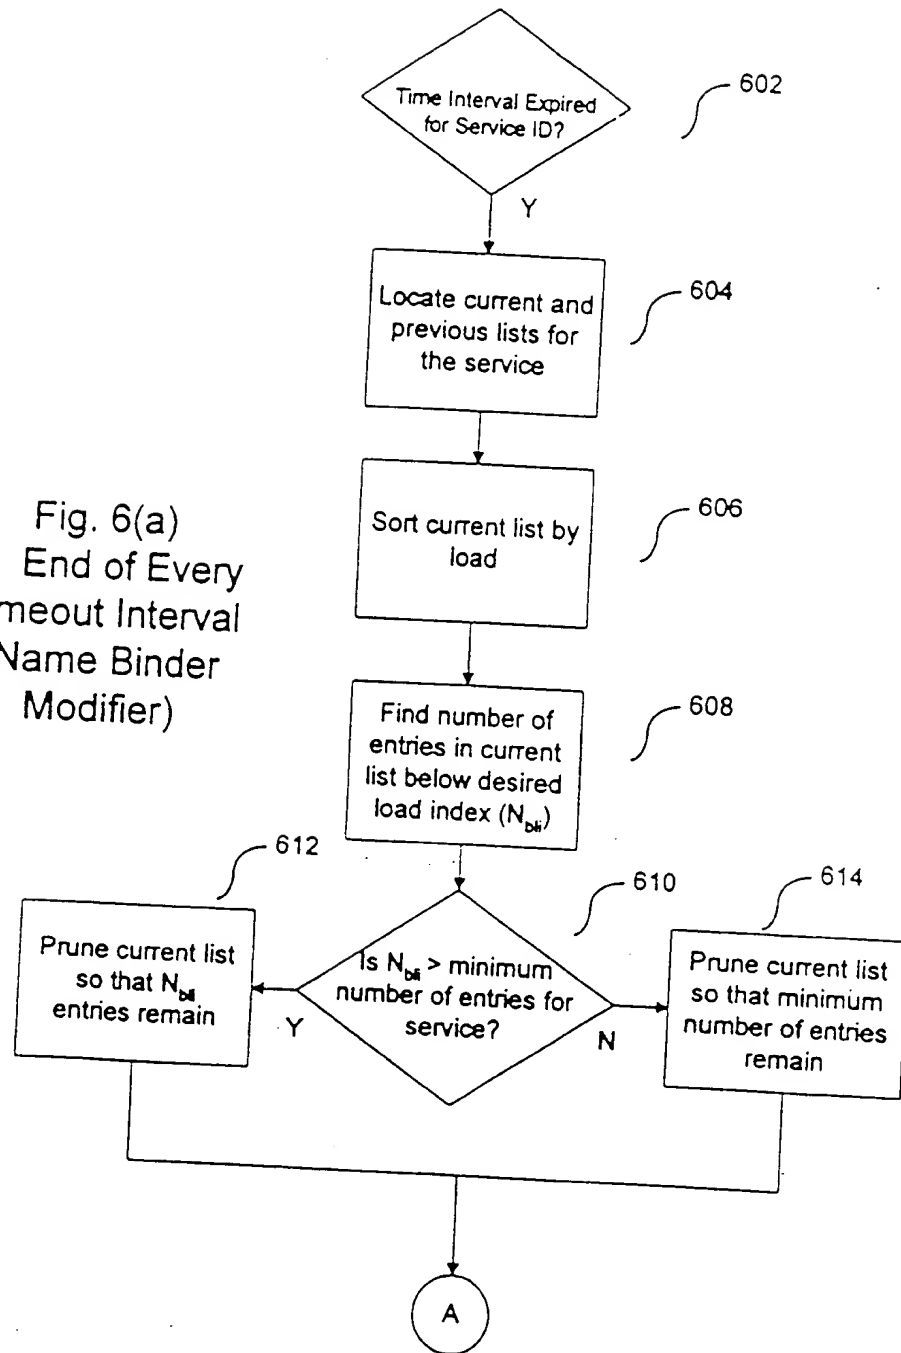 602
Time Interval Expired
for Service ID?
Y
604
Locate current and
previous lists for
the service
606
Sort current list by
load
Fig. 6(a)
End of Every
meout Interval
Name Binder
Modifier)
608
Find number of
entries in current
list below desired
load index (Nbli)
612
610
614
Prune current list
so that Nbli
entries remain
Is Nbli > minimum
number of entries for
service?
Prune current list
so that minimum
number of entries
remain
Y
N
A